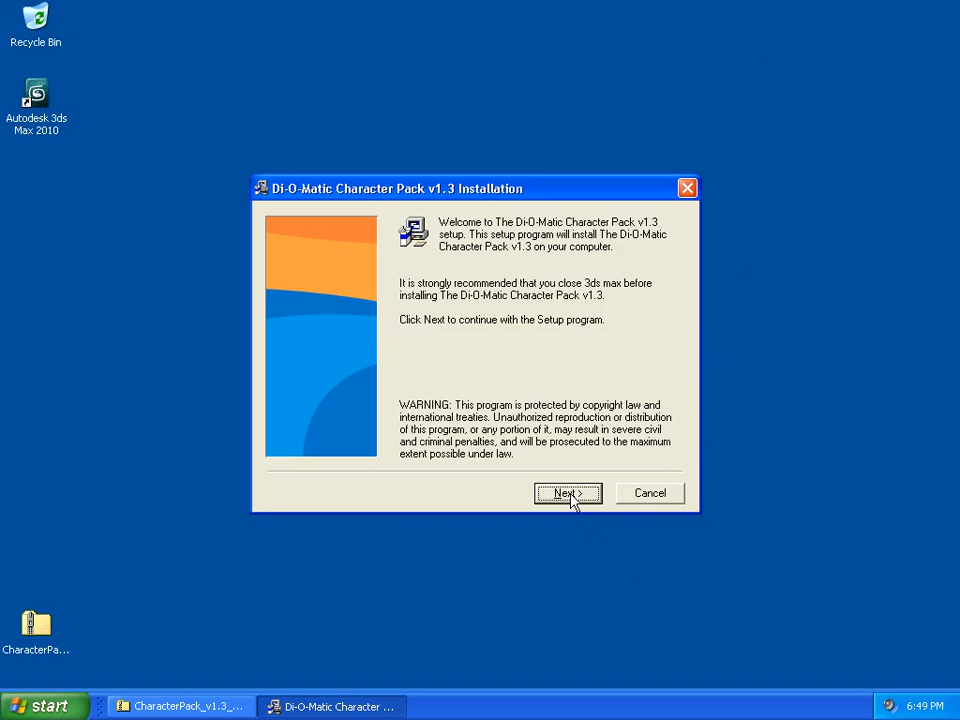 Recycle Bin
Autodesk 3ds
Max 2010
Di-O-Matic Character Pack v1.3 Installation
Welcome to The Di-O-Matic Character Pack v1.3
setup. This setup program will install The Di-O-Matic
Character Pack v1.3 on your computer.
It is strongly recommended that you close 3ds max before
installing The Di-O-Matic Character Pack v1.3.
Click Next to continue with the Setup program.
WARNING: This program is protected by copyright law and
international treaties. Unauthorized reproduction or distribution
of this program, or any portion of it, may result in severe civil
and criminal penalties, and will be prosecuted to the maximum
extent possible under law.
Next >
Cancel
CharacterPa...
start
CharacterPack_v1.3_...
Di-O-Matic Character ...
6:49 PM